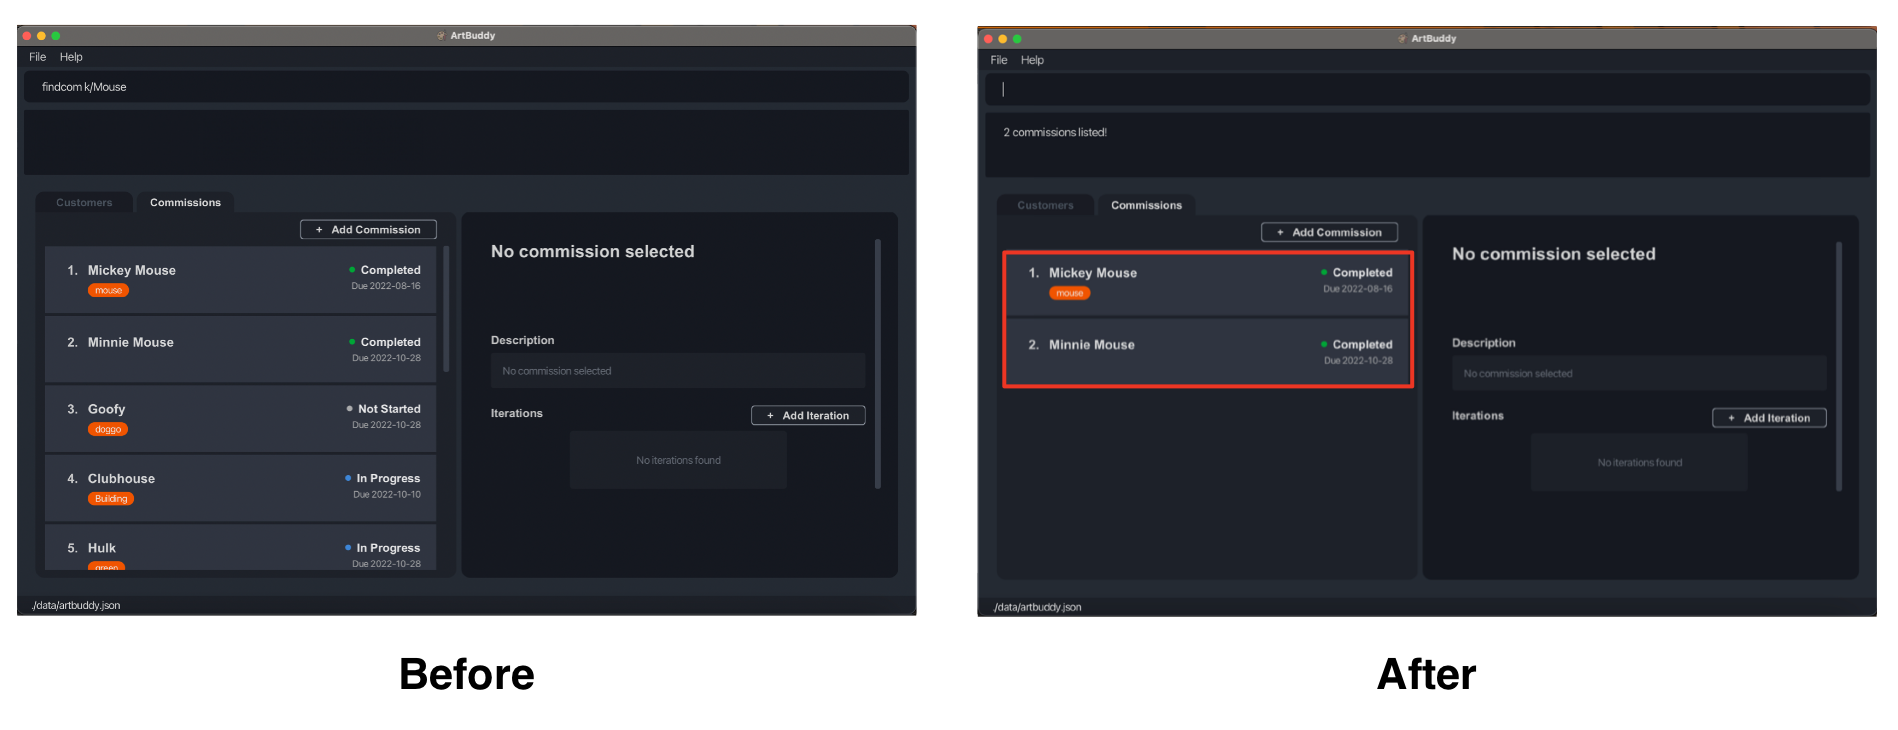 ArtBuddy
File Help
findcom k/Mouse
Customers Commissions
+ Add Commission
1. Mickey Mouse
mouse
Completed
Due 2022-08-16
2. Minnie Mouse
Completed
Due 2022-10-28
3. Goofy
doggo
Not Started
Due 2022-10-28
4. Clubhouse
Building
In Progress
Due 2022-10-10
5. Hulk
green
In Progress
Due 2022-10-28
No commission selected
Description
No commission selected
Iterations
+ Add Iteration
No iterations found
./data/artbuddy.json
Before
ArtBuddy
File Help
2 commissions listed!
Customers Commissions
+ Add Commission
1. Mickey Mouse
mouse
Completed
Due 2022-08-16
2. Minnie Mouse
Completed
Due 2022-10-28
No commission selected
Description
No commission selected
Iterations
+ Add Iteration
No iterations found
./data/artbuddy.json
After